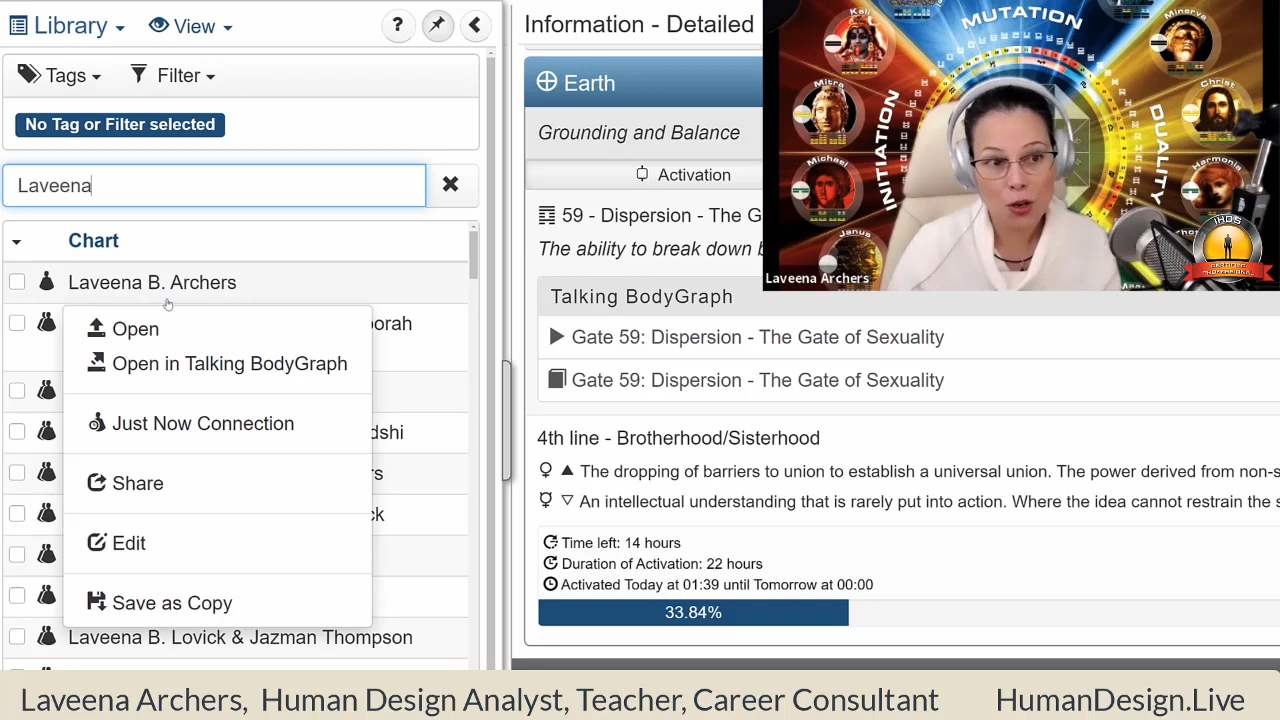 Library
View
?
Tags
Filter
No Tag or Filter selected
Laveena
Chart
Laveena B. Archers
orah
Open
Open in Talking BodyGraph
dshi
Just Now Connection
rs
Share
ck
Edit
Save as Copy
Laveena B. Lovick & Jazman Thompson
Information - Detailed
Earth
Grounding and Balance
Activation
59 - Dispersion - The G
The ability to break down b
Talking BodyGraph
Gate 59: Dispersion - The Gate of Sexuality
Gate 59: Dispersion - The Gate of Sexuality
4th line - Brotherhood/Sisterhood
The dropping of barriers to union to establish a universal union. The power derived from non-s
An intellectual understanding that is rarely put into action. Where the idea cannot restrain the s
Time left: 14 hours
Duration of Activation: 22 hours
Activated Today at 01:39 until Tomorrow at 00:00
33.84%
MUTATION
Kali
Minerva
Mitra
Christ
INITIATION
DUALITY
Michael
Harmonia
Janus
IHDS
CERTIFIED PROFESSIONAL
Laveena Archers
Laveena Archers, Human Design Analyst, Teacher, Career Consultant
HumanDesign.Live